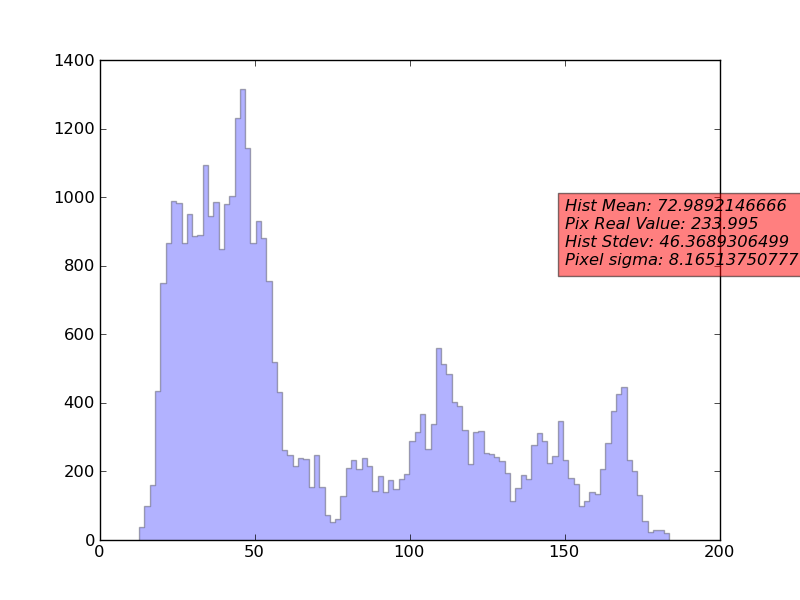 1400
1200
1000
800
600
400
200
0
0 50 100 150 200
Hist Mean: 72.9892146666
Pix Real Value: 233.995
Hist Stdev: 46.3689306499
Pixel sigma: 8.16513750777